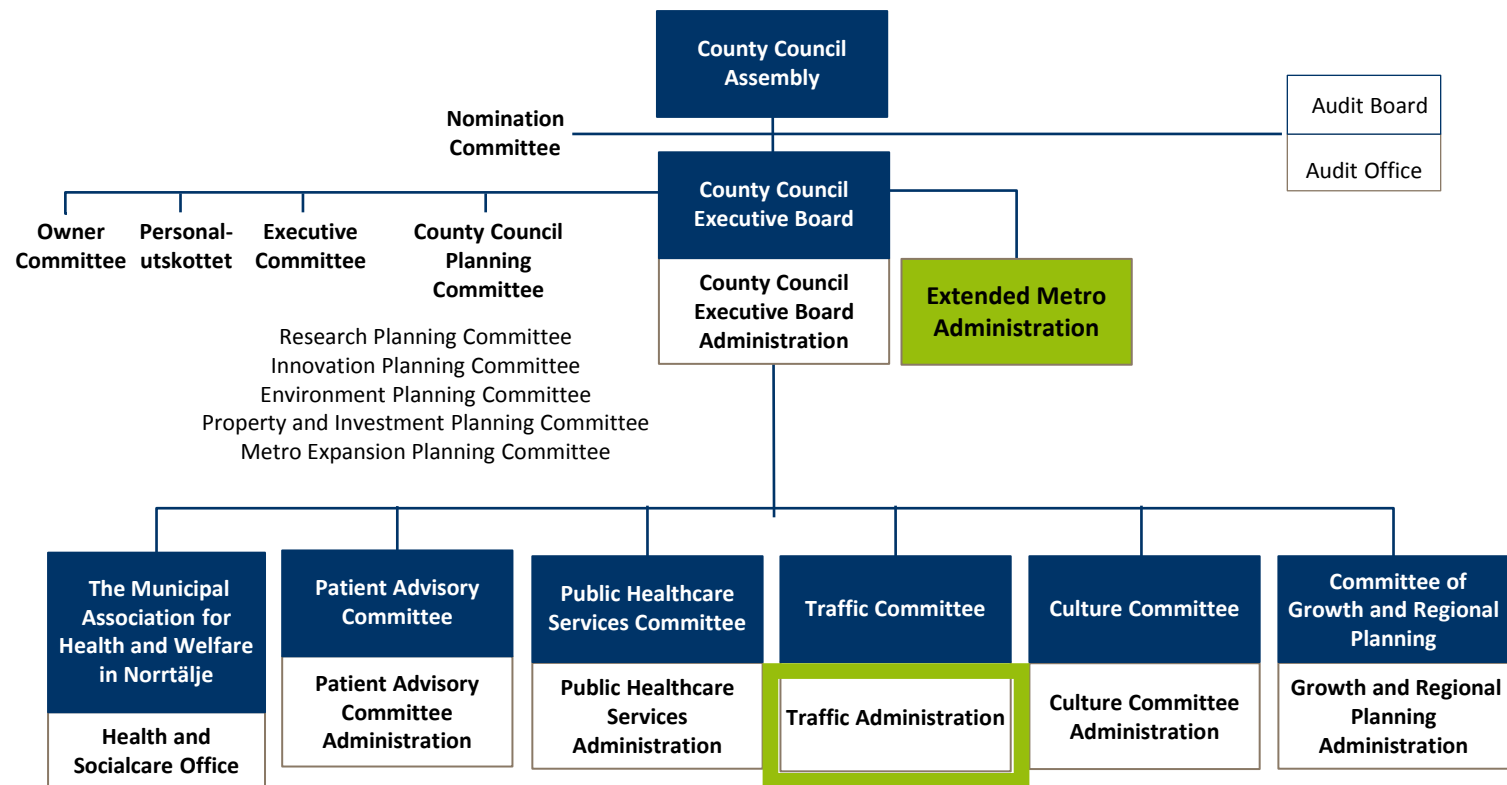 County Council
Assembly
Nomination
Committee
Audit Board
Audit Office
County Council
Executive Board
County Council
Executive Board
Administration
Extended Metro
Administration
Owner
Committee
Personal-
utskottet
Executive
Committee
County Council
Planning
Committee
Research Planning Committee
Innovation Planning Committee
Environment Planning Committee
Property and Investment Planning Committee
Metro Expansion Planning Committee
The Municipal
Association for
Health and Welfare
in Norrtälje
Health and
Socialcare Office
Patient Advisory
Committee
Patient Advisory
Committee
Administration
Public Healthcare
Services Committee
Public Healthcare
Services
Administration
Traffic Committee
Traffic Administration
Culture Committee
Culture Committee
Administration
Committee of
Growth and Regional
Planning
Growth and Regional
Planning
Administration